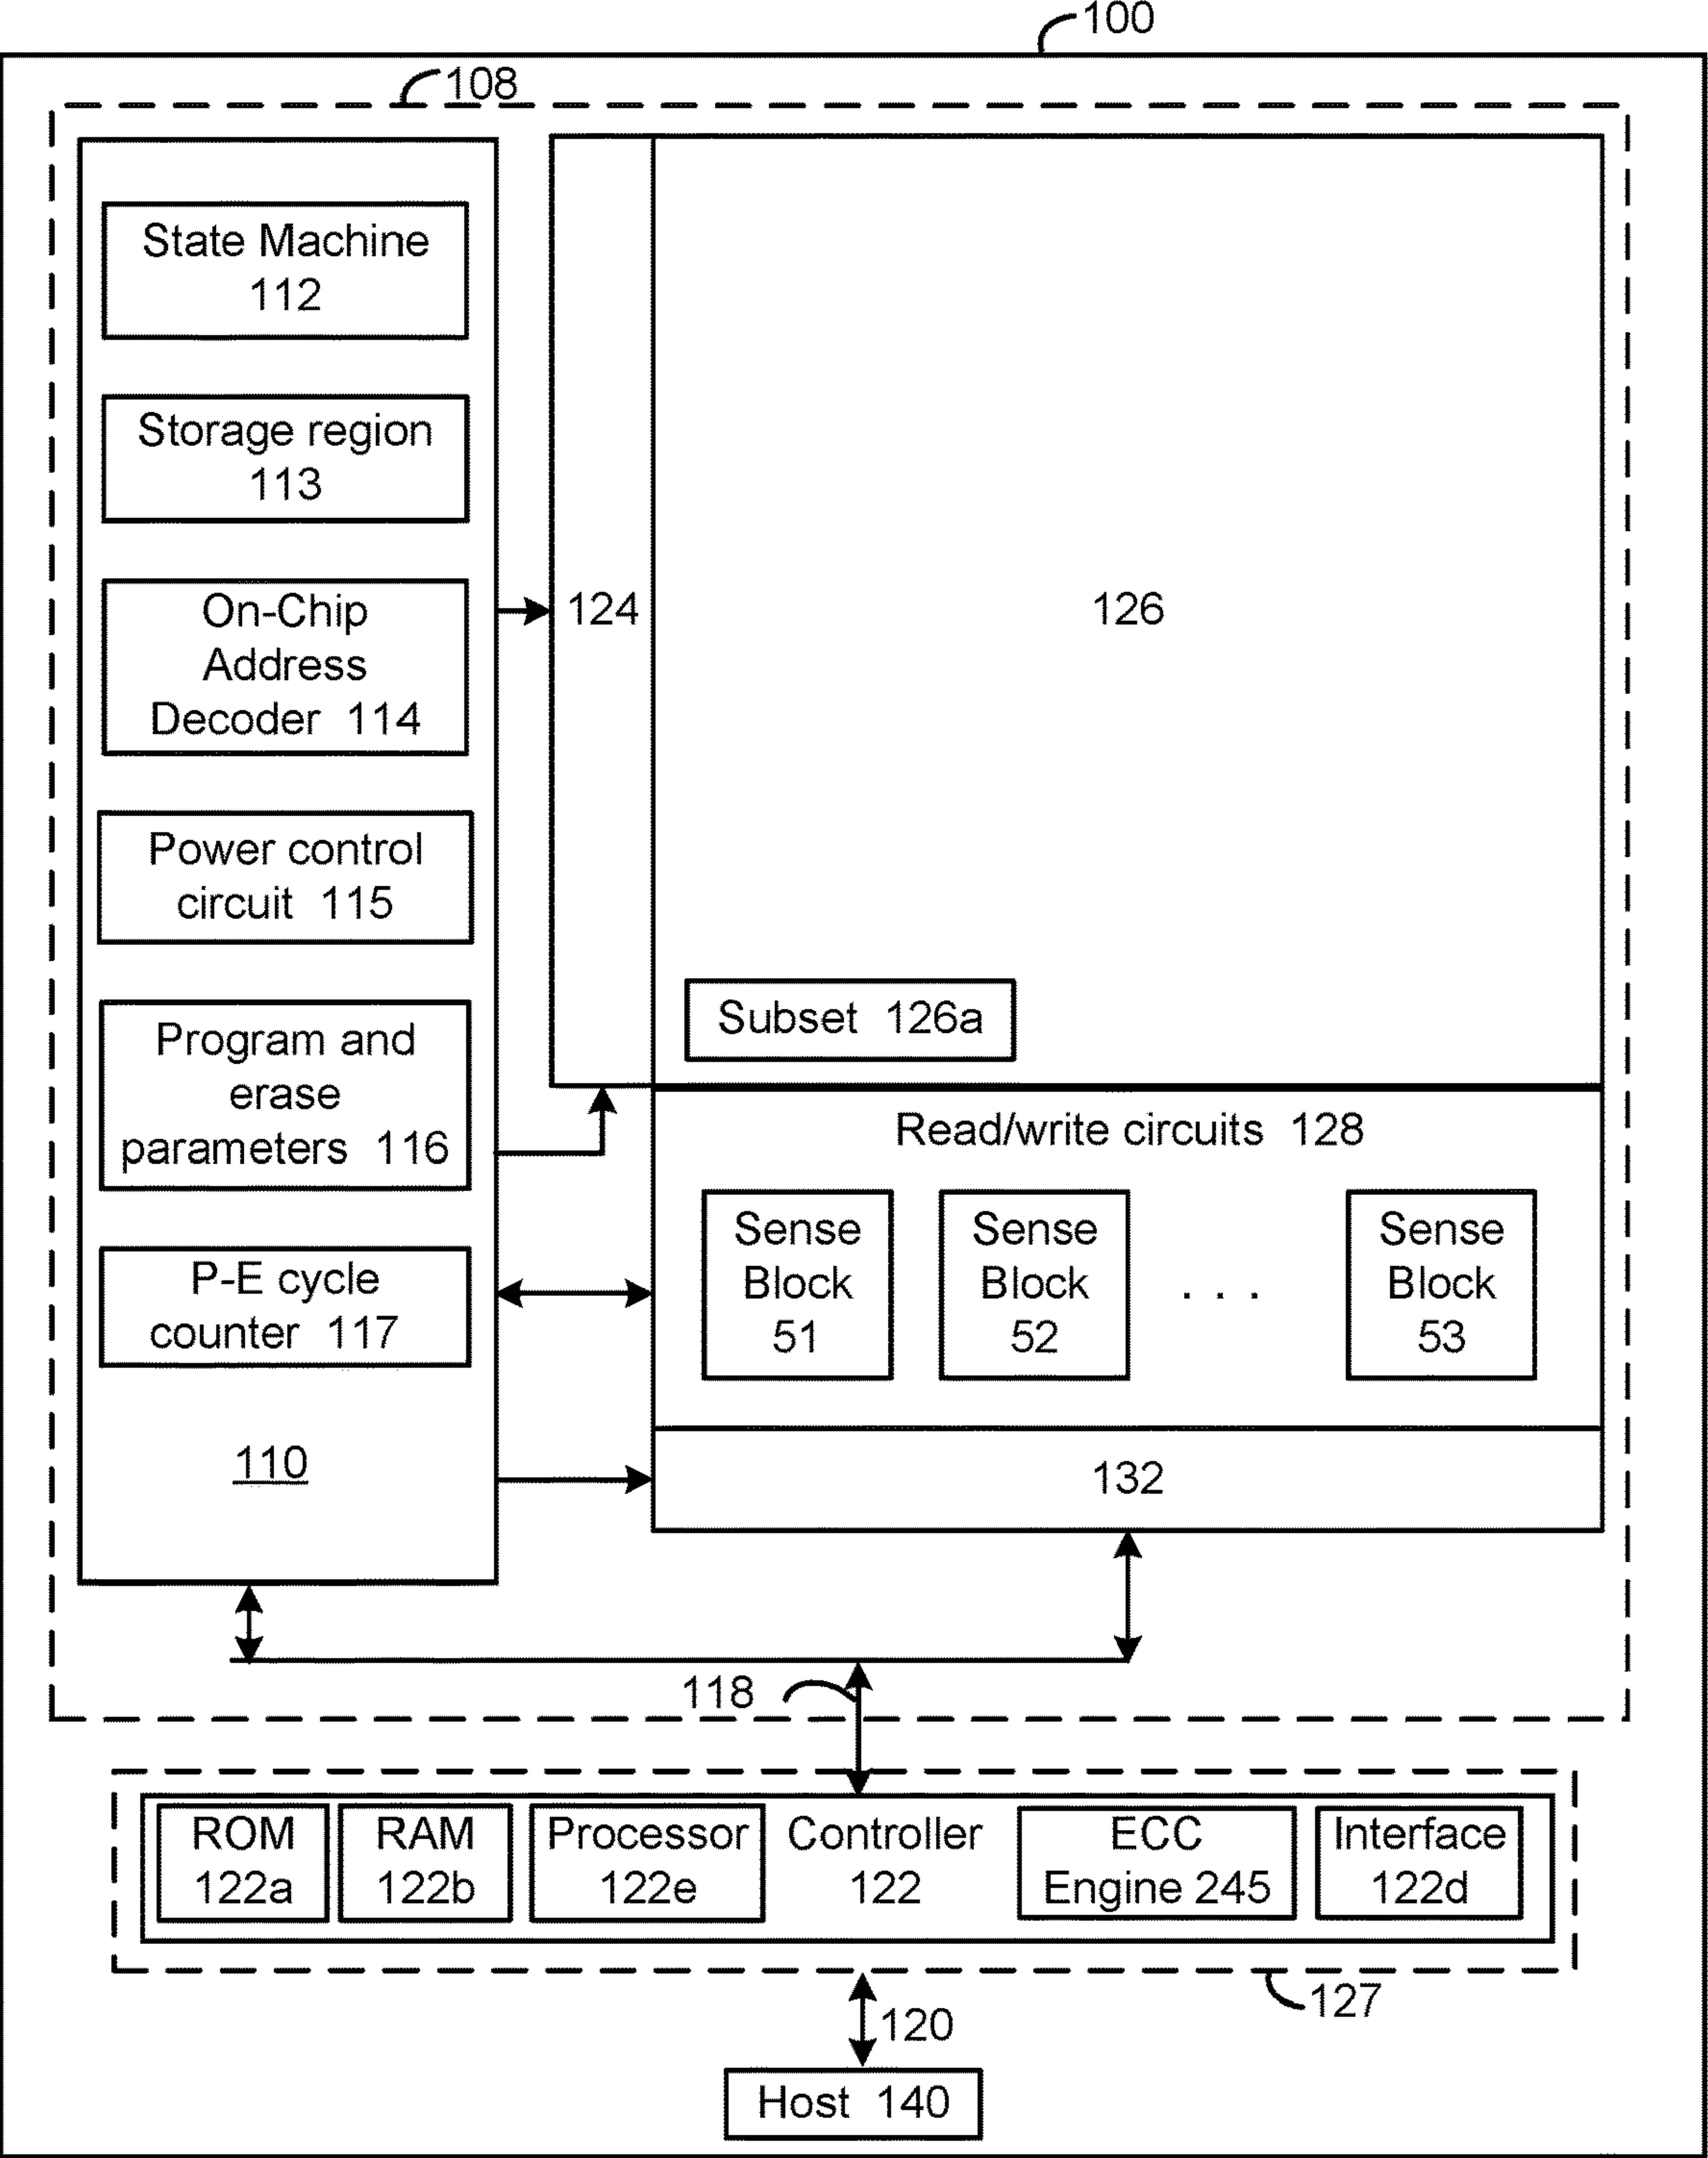 100
108
State Machine
112
Storage region
113
On-Chip
Address
Decoder 114
Power control
circuit 115
Program and
erase
parameters 116
P-E cycle
counter 117
110
124
126
Subset 126a
Read/write circuits 128
Sense
Block
51
Sense
Block
52
. . .
Sense
Block
53
132
118
ROM
122a
RAM
122b
Processor
122e
Controller
122
ECC
Engine 245
Interface
122d
127
120
Host 140